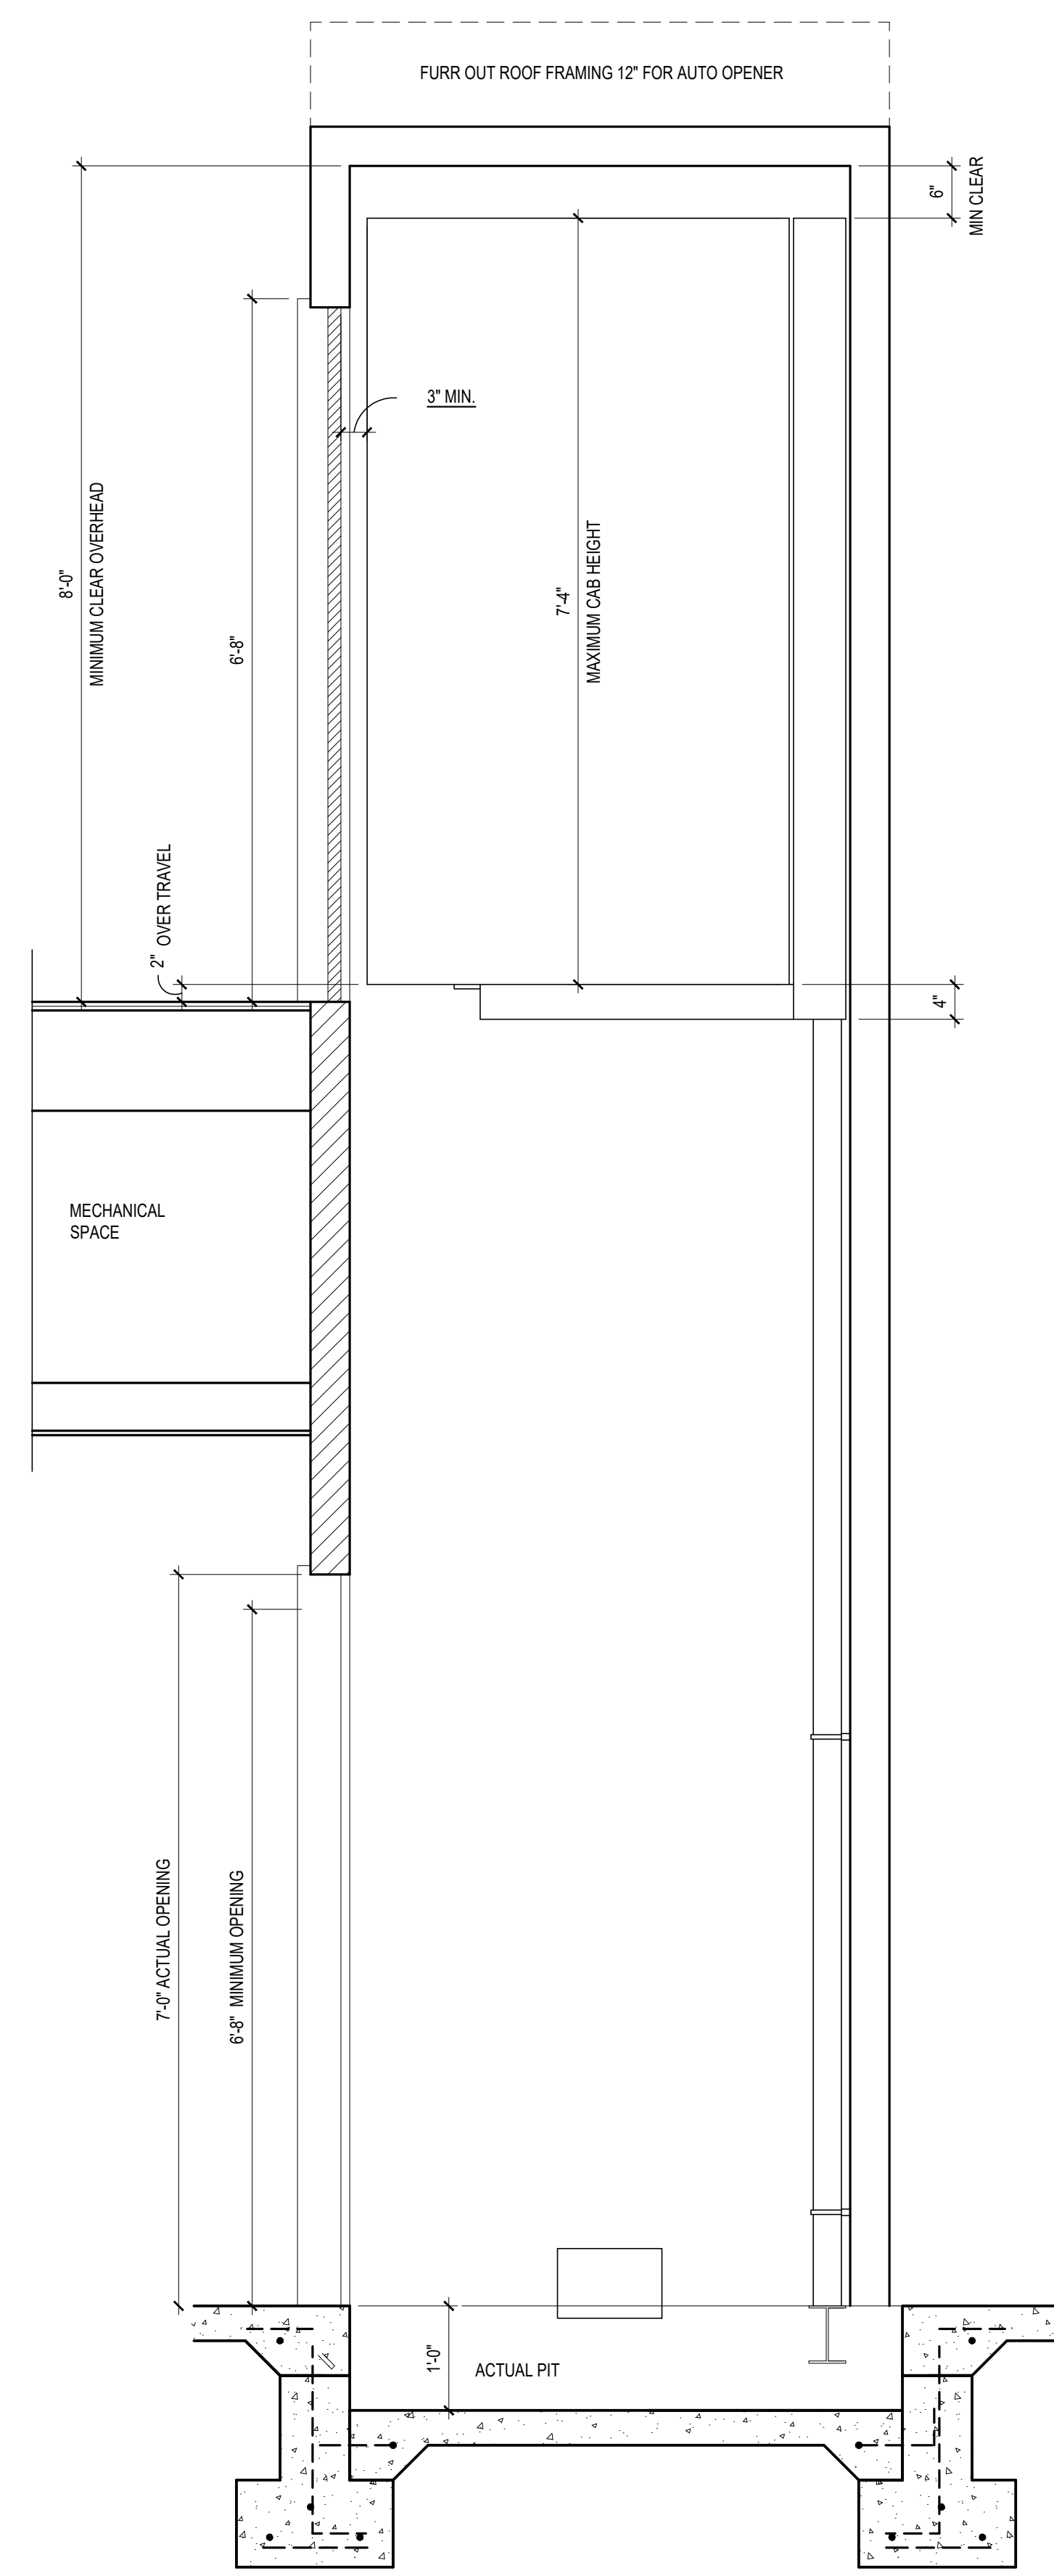 FURR OUT ROOF FRAMING 12" FOR AUTO OPENER
6"
MIN CLEAR
3" MIN.
8'-0"
MINIMUM CLEAR OVERHEAD
6'-8"
7'-4"
MAXIMUM CAB HEIGHT
2" OVER TRAVEL
4"
MECHANICAL
SPACE
7'-0" ACTUAL OPENING
6'-8" MINIMUM OPENING
1'-0"
ACTUAL PIT